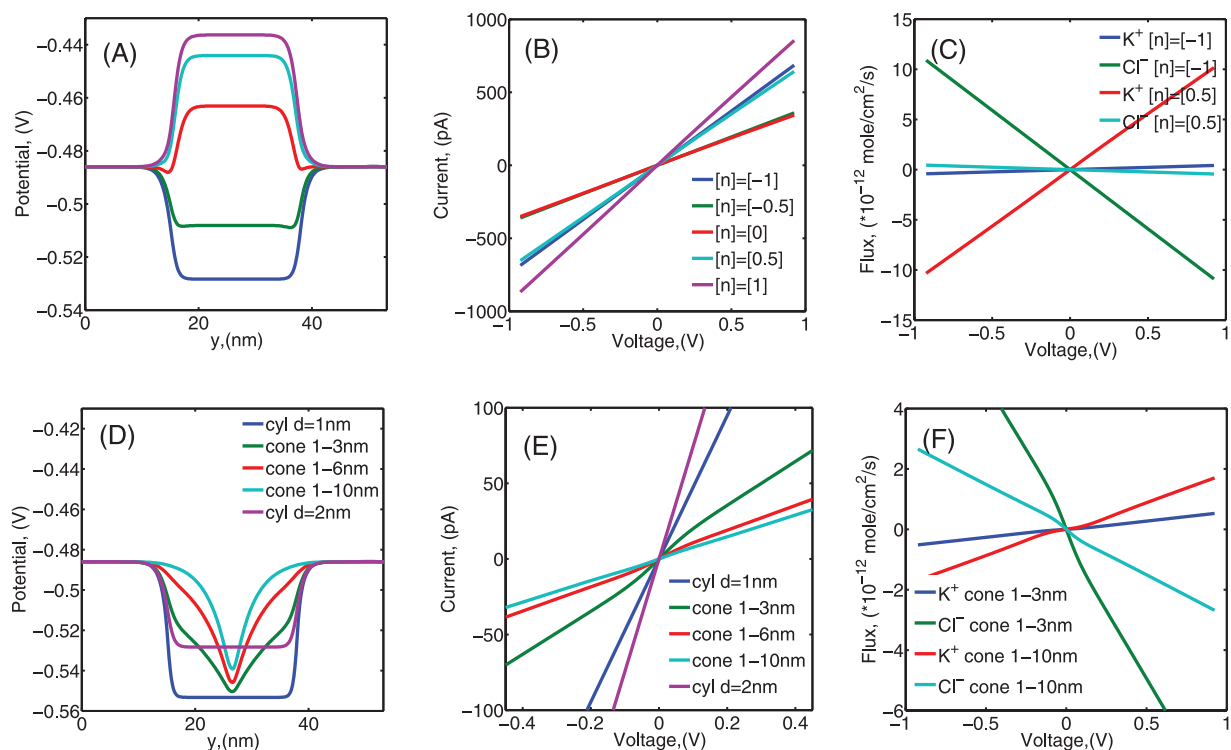 (A)
−0.44
−0.46
−0.48
−0.5
−0.52
−0.54
Potential, (V)
0
20
40
y,(nm)
(B)
1000
500
0
−500
−1000
Current, (pA)
[n]=[−1]
[n]=[−0.5]
[n]=[0]
[n]=[0.5]
[n]=[1]
−1
−0.5
0
0.5
1
Voltage,(V)
(C)
15
10
5
0
−5
−10
−15
Flux, (*10⁻¹² mole/cm²/s)
K⁺ [n]=[−1]
Cl⁻ [n]=[−1]
K⁺ [n]=[0.5]
Cl⁻ [n]=[0.5]
−1
−0.5
0
0.5
1
Voltage,(V)
(D)
−0.42
−0.44
−0.46
−0.48
−0.5
−0.52
−0.54
−0.56
Potential, (V)
cyl d=1nm
cone 1−3nm
cone 1−6nm
cone 1−10nm
cyl d=2nm
0
20
40
y,(nm)
(E)
100
50
0
−50
−100
Current, (pA)
cyl d=1nm
cone 1−3nm
cone 1−6nm
cone 1−10nm
cyl d=2nm
−0.4
−0.2
0
0.2
0.4
Voltage,(V)
(F)
4
2
0
−2
−4
−6
Flux, (*10⁻¹² mole/cm²/s)
K⁺ cone 1−3nm
Cl⁻ cone 1−3nm
K⁺ cone 1−10nm
Cl⁻ cone 1−10nm
−1
−0.5
0
0.5
1
Voltage,(V)